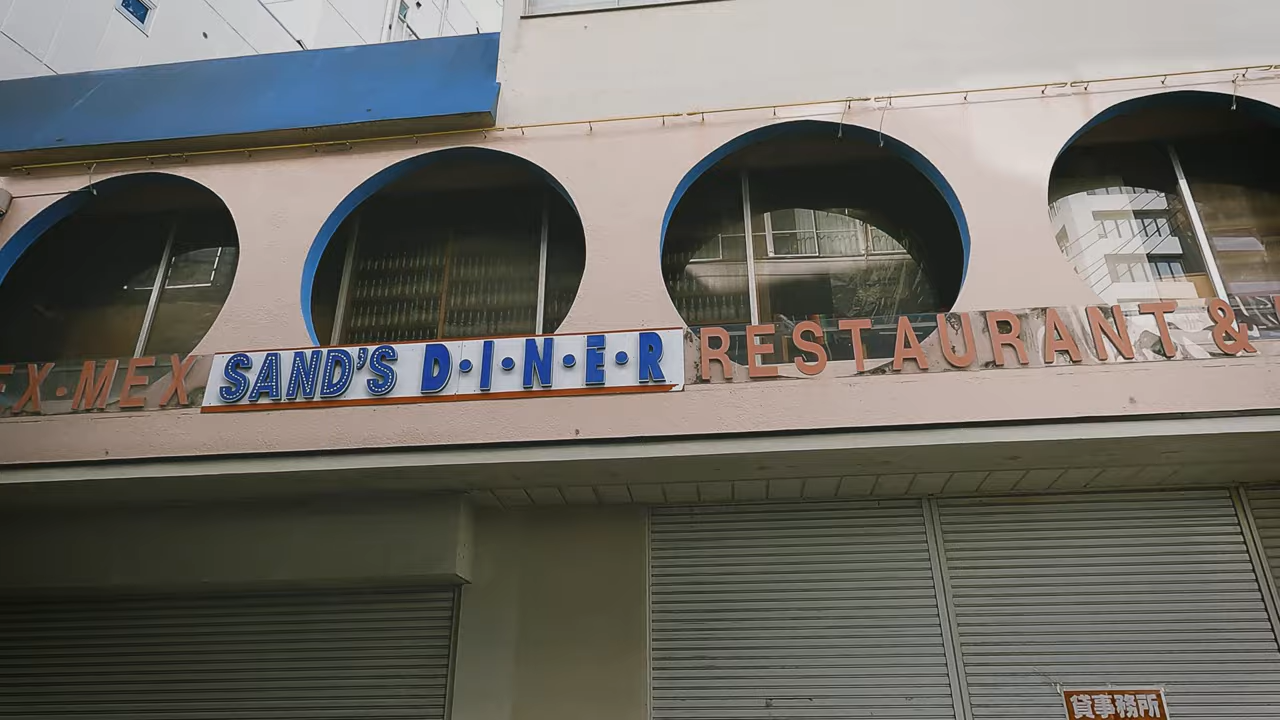 EX·MEX SAND'S D·I·N·E·R RESTAURANT &
貸事務所